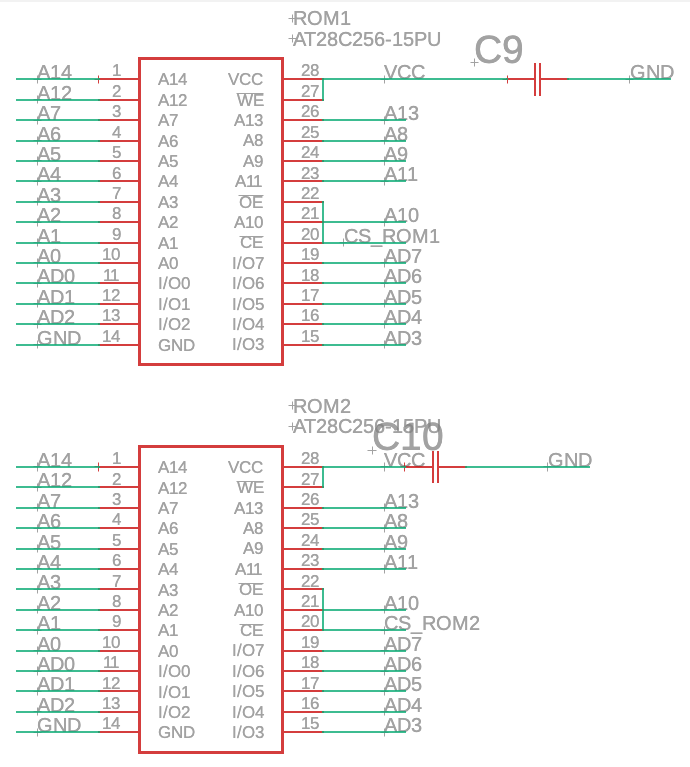 ROM1
AT28C256-15PU
C9
A14 1 A14 VCC 28 VCC GND
A12 2 A12 WE 27
A7 3 A7 A13 26 A13
A6 4 A6 A8 25 A8
A5 5 A5 A9 24 A9
A4 6 A4 A11 23 A11
A3 7 A3 OE 22
A2 8 A2 A10 21 A10
A1 9 A1 CE 20 CS_ROM1
A0 10 A0 I/O7 19 AD7
AD0 11 I/O0 I/O6 18 AD6
AD1 12 I/O1 I/O5 17 AD5
AD2 13 I/O2 I/O4 16 AD4
GND 14 GND I/O3 15 AD3
ROM2
AT28C256-15PU
C10
A14 1 A14 VCC 28 VCC GND
A12 2 A12 WE 27
A7 3 A7 A13 26 A13
A6 4 A6 A8 25 A8
A5 5 A5 A9 24 A9
A4 6 A4 A11 23 A11
A3 7 A3 OE 22
A2 8 A2 A10 21 A10
A1 9 A1 CE 20 CS_ROM2
A0 10 A0 I/O7 19 AD7
AD0 11 I/O0 I/O6 18 AD6
AD1 12 I/O1 I/O5 17 AD5
AD2 13 I/O2 I/O4 16 AD4
GND 14 GND I/O3 15 AD3